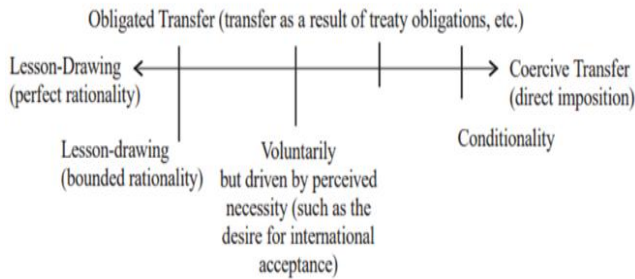 Obligated Transfer (transfer as a result of treaty obligations, etc.)
Lesson-Drawing
(perfect rationality)
Coercive Transfer
(direct imposition)
Lesson-drawing
(bounded rationality)
Voluntarily
but driven by perceived
necessity (such as the
desire for international
acceptance)
Conditionality